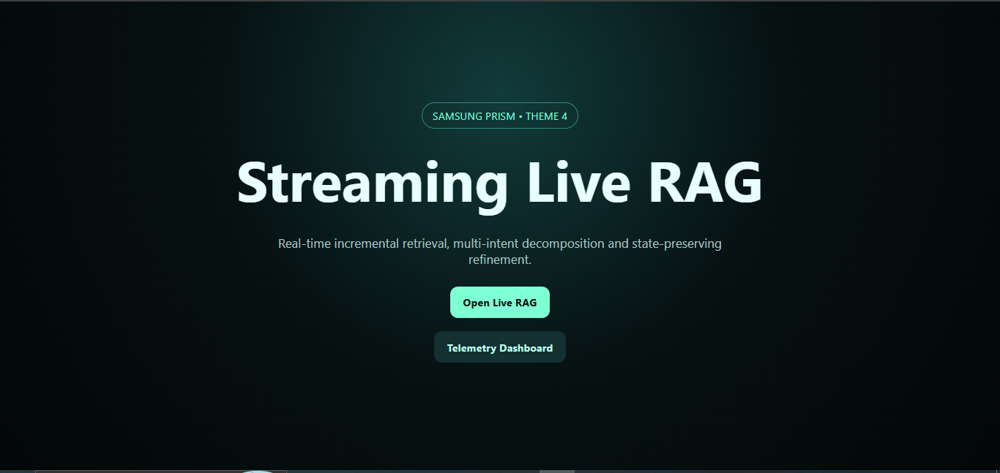 SAMSUNG PRISM • THEME 4
Streaming Live RAG
Real-time incremental retrieval, multi-intent decomposition and state-preserving
refinement.
Open Live RAG
Telemetry Dashboard